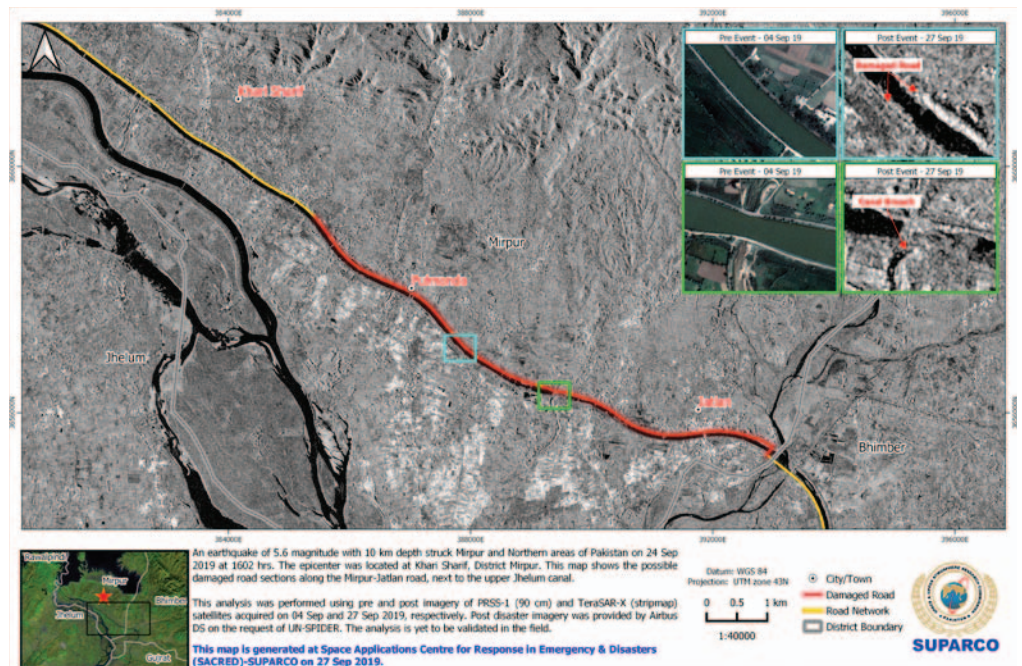 384000E 388000E 392000E 396000E
Pre Event - 04 Sep 19
Post Event - 27 Sep 19
Damaged Road
Khari Sharif
Pre Event - 04 Sep 19
Post Event - 27 Sep 19
Canal Breach
Mirpur
Jhelum
Jatlan
Bhimber
384000E 388000E 392000E 396000E
Rawalpindi
Mirpur
Bhimber
Jhelum
Gujrat
An earthquake of 5.6 magnitude with 10 km depth struck Mirpur and Northern areas of Pakistan on 24 Sep
2019 at 1602 hrs. The epicenter was located at Khari Sharif, District Mirpur. This map shows the possible
damaged road sections along the Mirpur-Jatlan road, next to the upper Jhelum canal.
This analysis was performed using pre and post imagery of PRSS-1 (90 cm) and TeraSAR-X (stripmap)
satellites acquired on 04 Sep and 27 Sep 2019, respectively. Post disaster imagery was provided by Airbus
DS on the request of UN-SPIDER. The analysis is yet to be validated in the field.
This map is generated at Space Applications Centre for Response in Emergency & Disasters
(SACRED)-SUPARCO on 27 Sep 2019.
Datum: WGS 84
Projection: UTM zone 43N
0 0.5 1 km
1:40000
City/Town
Damaged Road
Road Network
District Boundary
SUPARCO